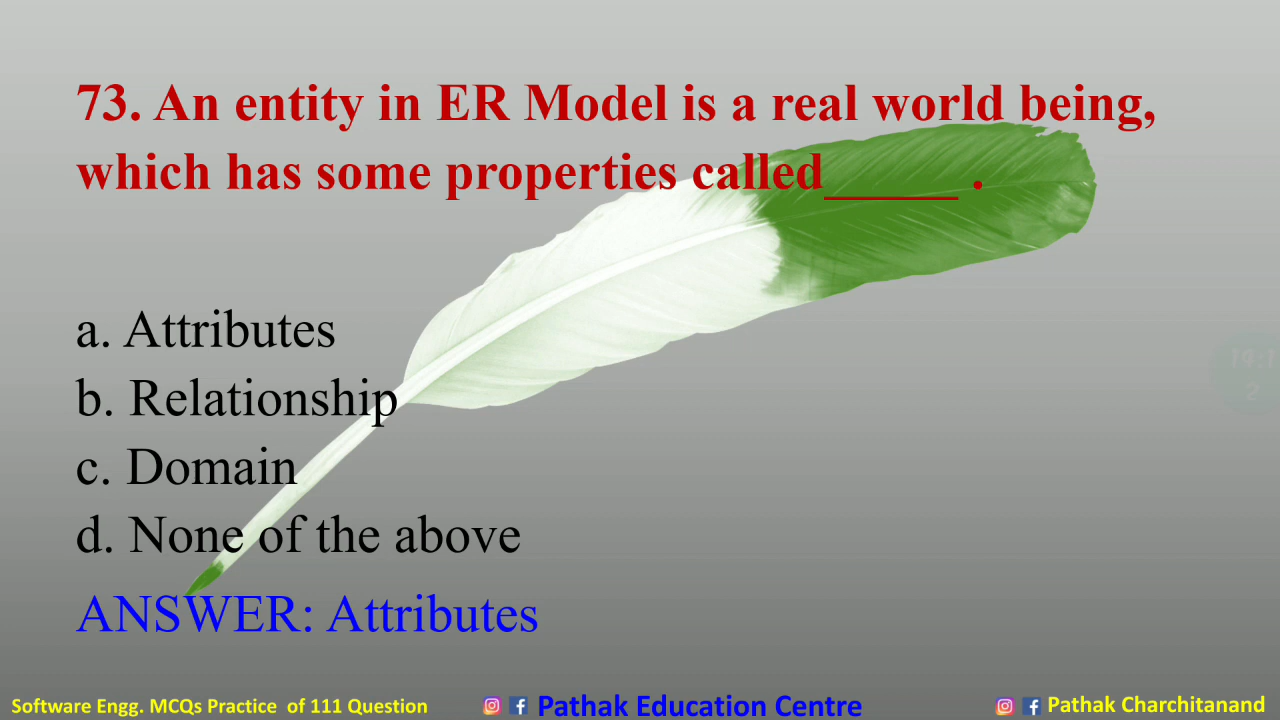 73. An entity in ER Model is a real world being,
which has some properties called_____ .
a. Attributes
b. Relationship
c. Domain
d. None of the above
ANSWER: Attributes
Software Engg. MCQs Practice of 111 Question
Pathak Education Centre
Pathak Charchitanand